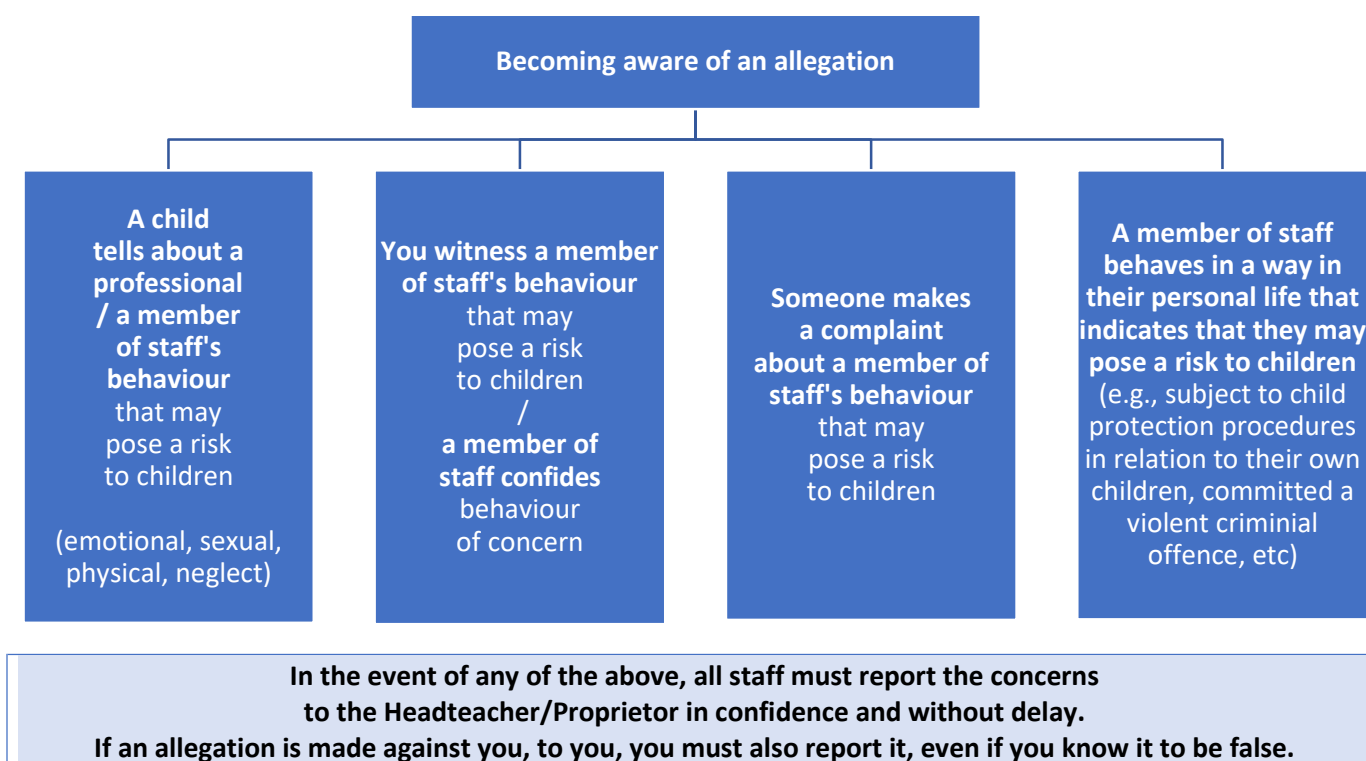 Becoming aware of an allegation
A child
tells about a
professional
/ a member
of staff's
behaviour
that may
pose a risk
to children
(emotional, sexual,
physical, neglect)
You witness a member
of staff's behaviour
that may
pose a risk
to children
/
a member of
staff confides
behaviour
of concern
Someone makes
a complaint
about a member of
staff's behaviour
that may
pose a risk
to children
A member of staff
behaves in a way in
their personal life that
indicates that they may
pose a risk to children
(e.g., subject to child
protection procedures
in relation to their own
children, committed a
violent criminial
offence, etc)
In the event of any of the above, all staff must report the concerns
to the Headteacher/Proprietor in confidence and without delay.
If an allegation is made against you, to you, you must also report it, even if you know it to be false.